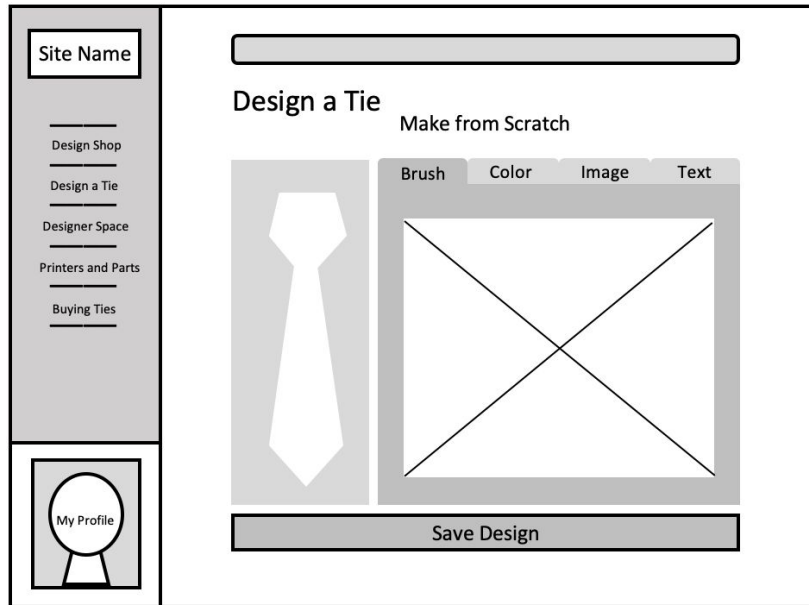 Site Name
Design Shop
Design a Tie
Designer Space
Printers and Parts
Buying Ties
My Profile
Design a Tie
Make from Scratch
Brush Color Image Text
Save Design